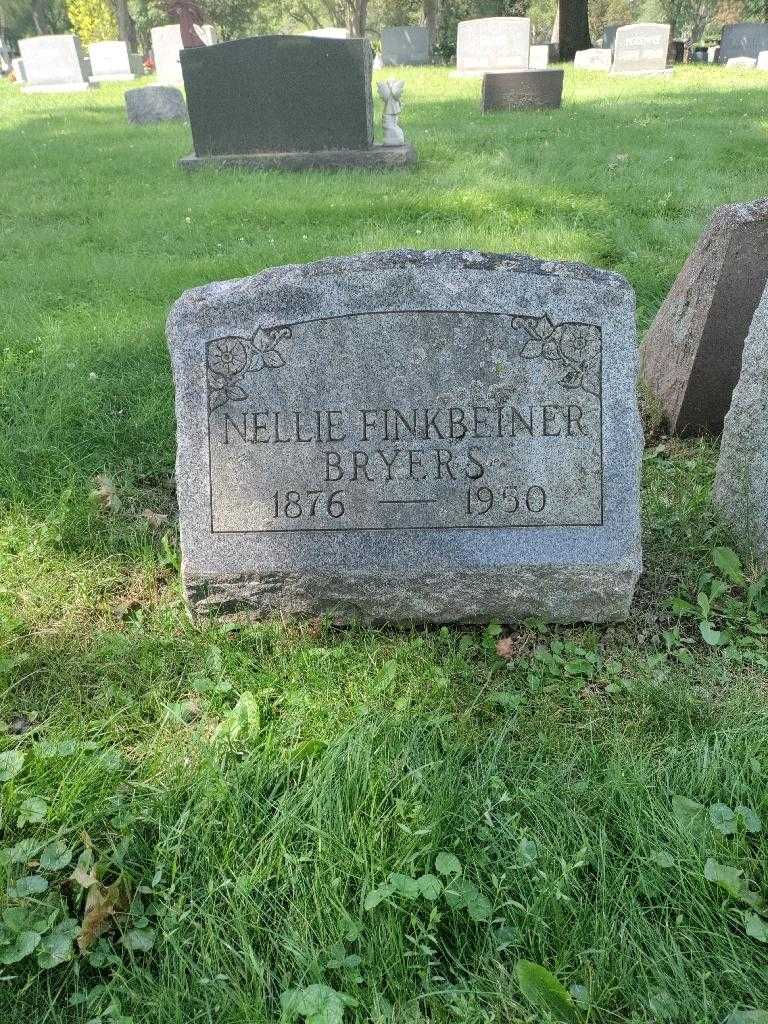 NELLIE FINKBEINER
BRYERS
1876 — 1950